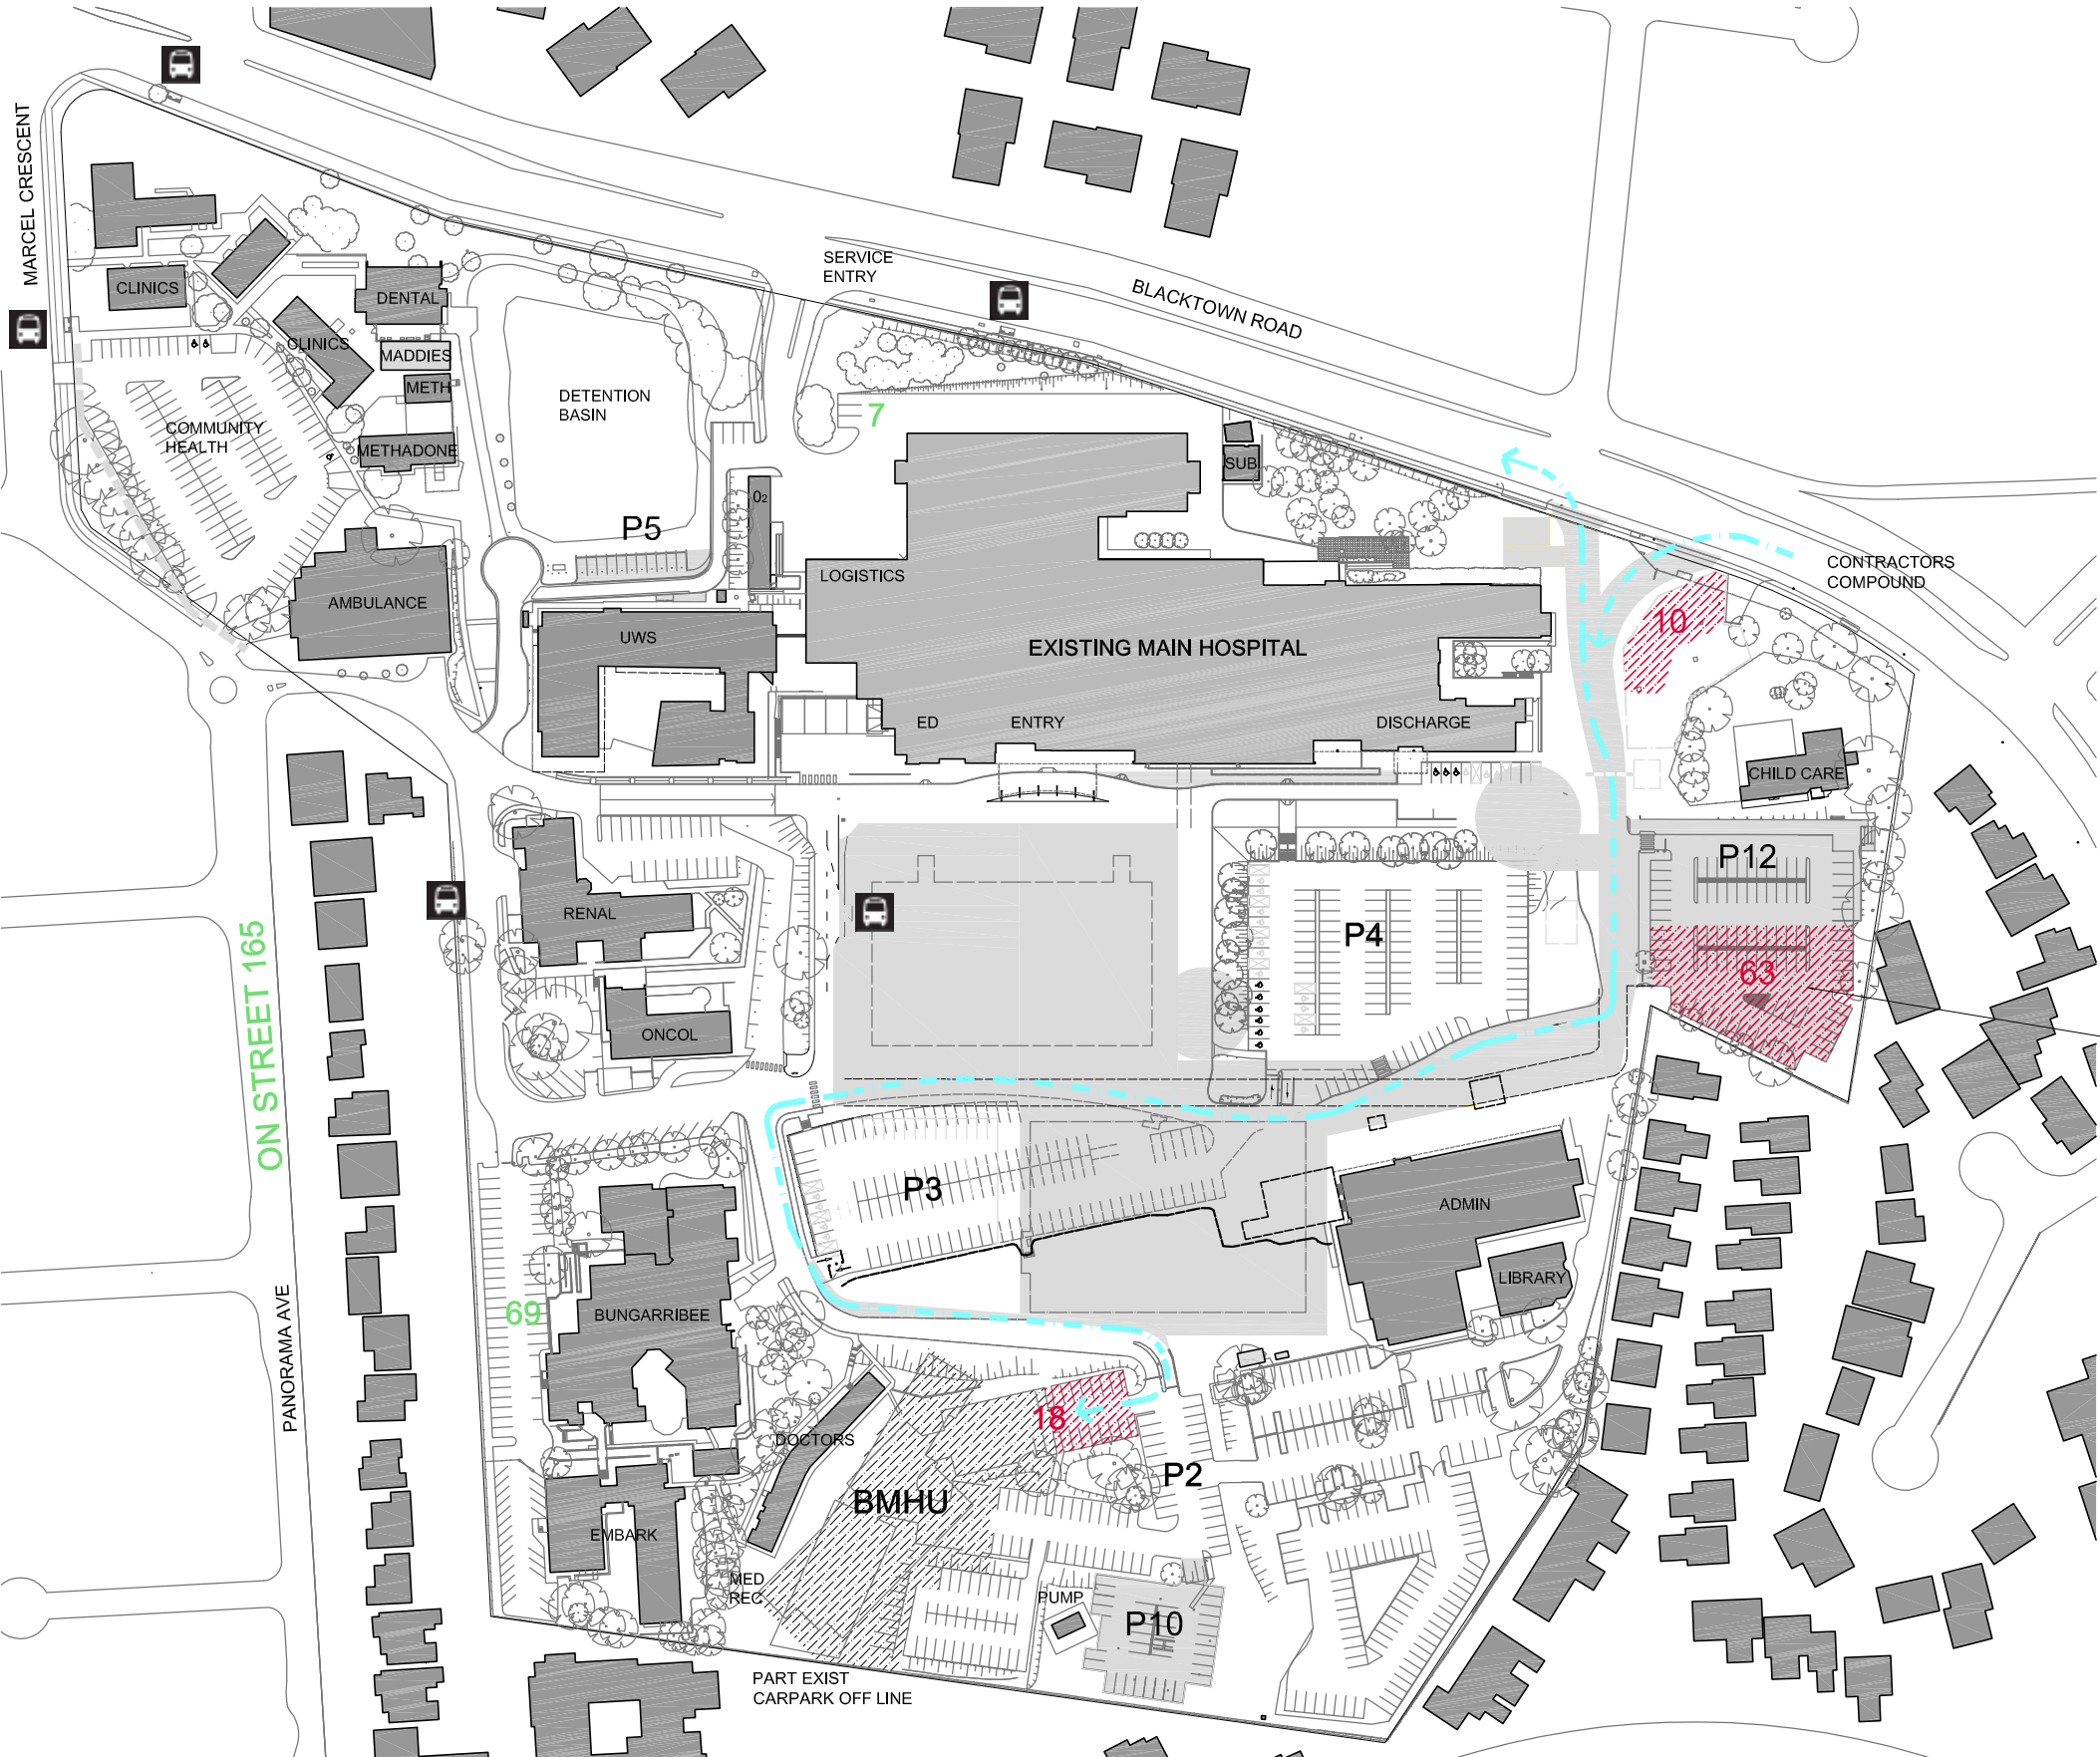 MARCEL CRESCENT
SERVICE
ENTRY
BLACKTOWN ROAD
CLINICS
DENTAL
CLINICS
MADDIES
METH
COMMUNITY
HEALTH
METHADONE
DETENTION
BASIN
7
SUB
O2
P5
LOGISTICS
CONTRACTORS
COMPOUND
AMBULANCE
UWS
EXISTING MAIN HOSPITAL
10
ED
ENTRY
DISCHARGE
CHILD CARE
P12
RENAL
P4
63
ON STREET 165
ONCOL
P3
ADMIN
LIBRARY
69
BUNGARRIBEE
PANORAMA AVE
18
DOCTORS
P2
BMHU
EMBARK
MED
REC
PUMP
P10
PART EXIST
CARPARK OFF LINE